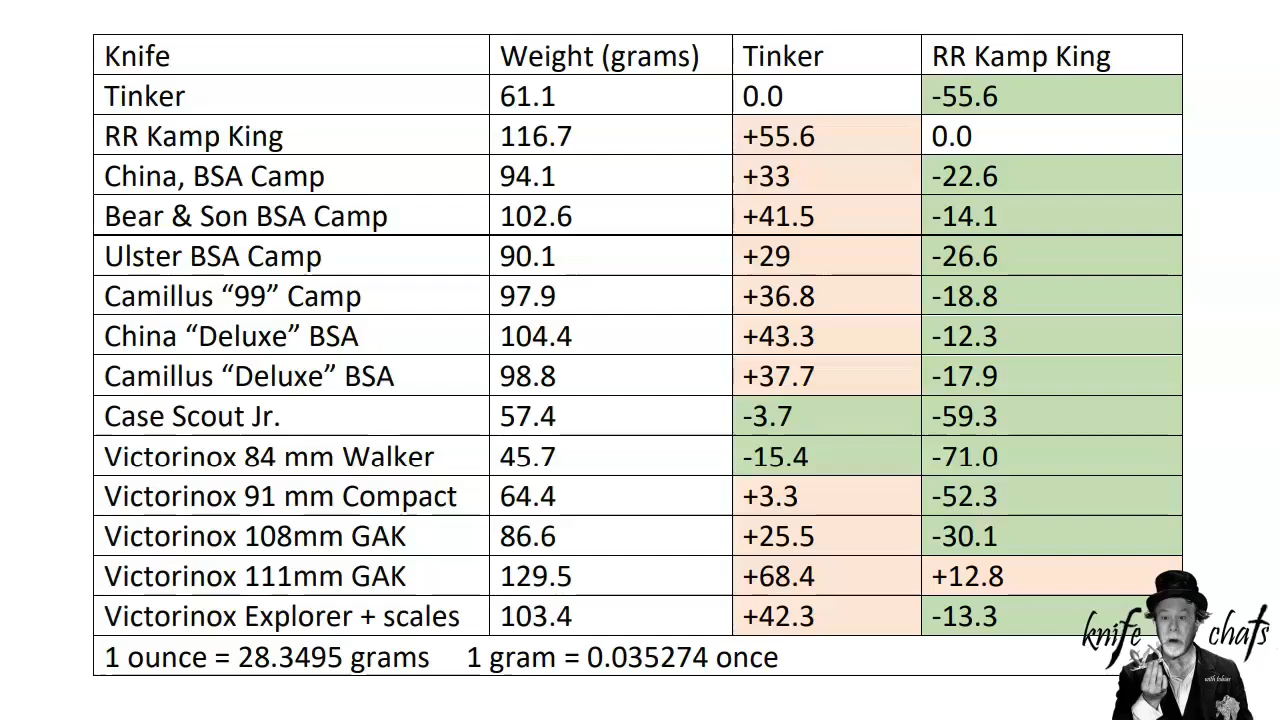 Knife Weight (grams) Tinker RR Kamp King
Tinker 61.1 0.0 -55.6
RR Kamp King 116.7 +55.6 0.0
China, BSA Camp 94.1 +33 -22.6
Bear & Son BSA Camp 102.6 +41.5 -14.1
Ulster BSA Camp 90.1 +29 -26.6
Camillus “99” Camp 97.9 +36.8 -18.8
China “Deluxe” BSA 104.4 +43.3 -12.3
Camillus “Deluxe” BSA 98.8 +37.7 -17.9
Case Scout Jr. 57.4 -3.7 -59.3
Victorinox 84 mm Walker 45.7 -15.4 -71.0
Victorinox 91 mm Compact 64.4 +3.3 -52.3
Victorinox 108mm GAK 86.6 +25.5 -30.1
Victorinox 111mm GAK 129.5 +68.4 +12.8
Victorinox Explorer + scales 103.4 +42.3 -13.3
1 ounce = 28.3495 grams 1 gram = 0.035274 once
knife chats
with tobias